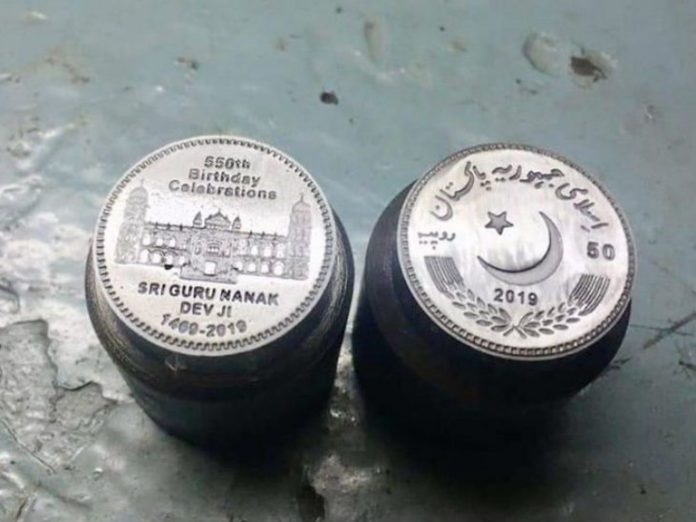 550th
Birthday
Celebrations
SRI GURU NANAK
DEV JI
1469-2019
اسلامی جمہوریہ پاکستان
روپیہ
50
2019